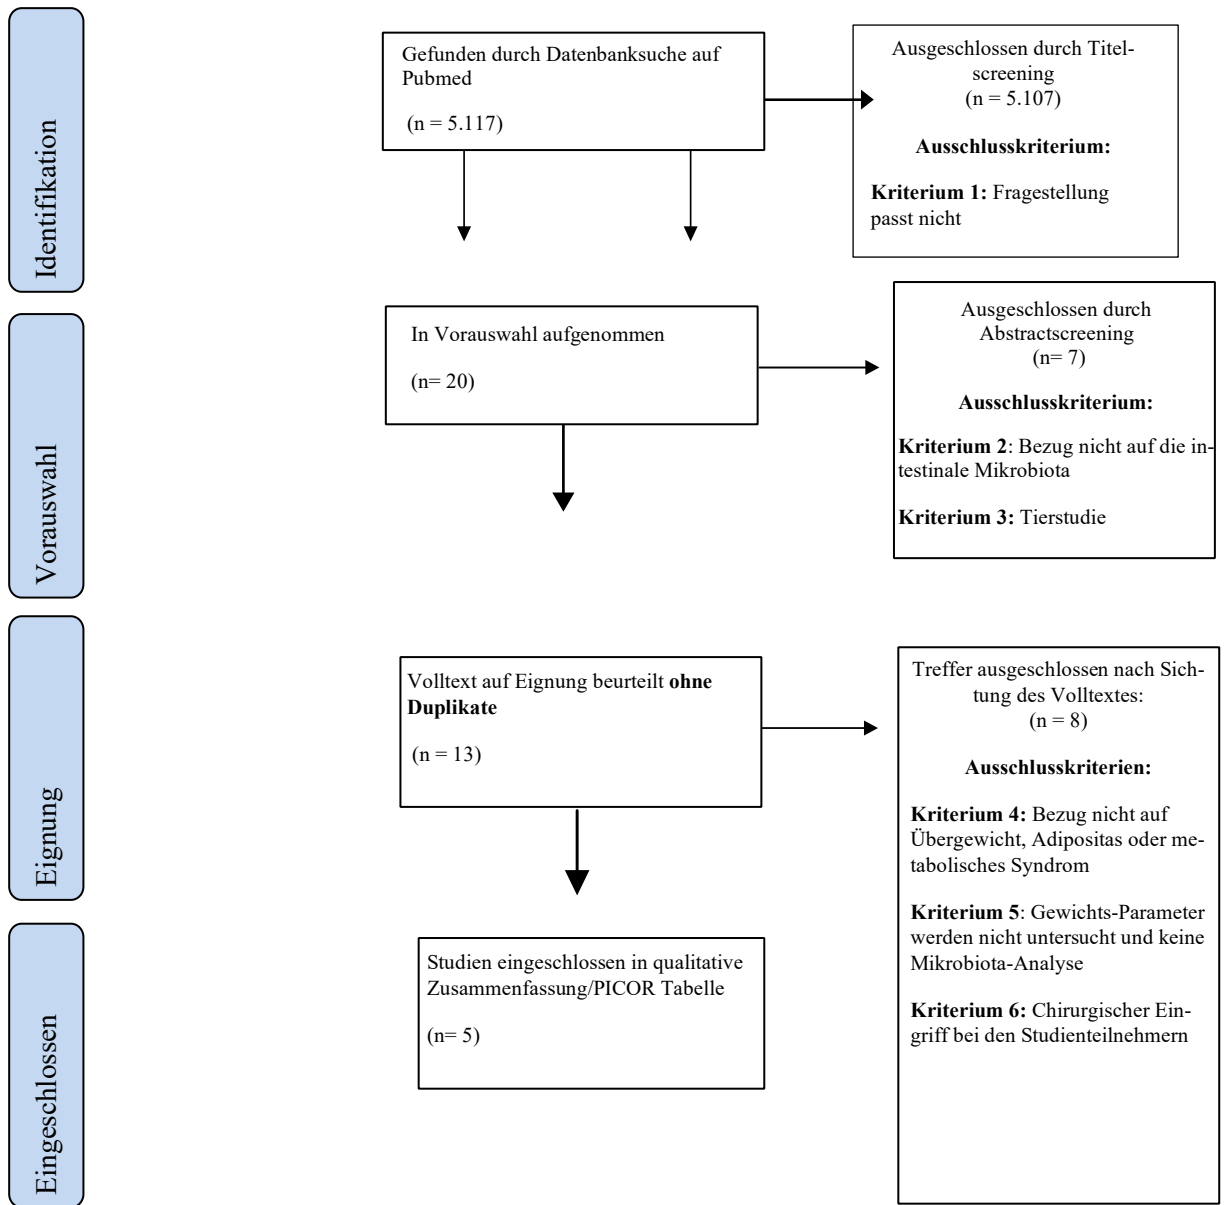 Identifikation
Gefunden durch Datenbanksuche auf
Pubmed
(n = 5.117)
Ausgeschlossen durch Titel-
screening
(n = 5.107)
Ausschlusskriterium:
Kriterium 1: Fragestellung
passt nicht
Vorauswahl
In Vorauswahl aufgenommen
(n= 20)
Ausgeschlossen durch
Abstractscreening
(n= 7)
Ausschlusskriterium:
Kriterium 2: Bezug nicht auf die in-
testinale Mikrobiota
Kriterium 3: Tierstudie
Eignung
Volltext auf Eignung beurteilt ohne
Duplikate
(n = 13)
Treffer ausgeschlossen nach Sich-
tung des Volltextes:
(n = 8)
Ausschlusskriterien:
Kriterium 4: Bezug nicht auf
Übergewicht, Adipositas oder me-
tabolisches Syndrom
Kriterium 5: Gewichts-Parameter
werden nicht untersucht und keine
Mikrobiota-Analyse
Kriterium 6: Chirurgischer Ein-
griff bei den Studienteilnehmern
Eingeschlossen
Studien eingeschlossen in qualitative
Zusammenfassung/PICOR Tabelle
(n= 5)